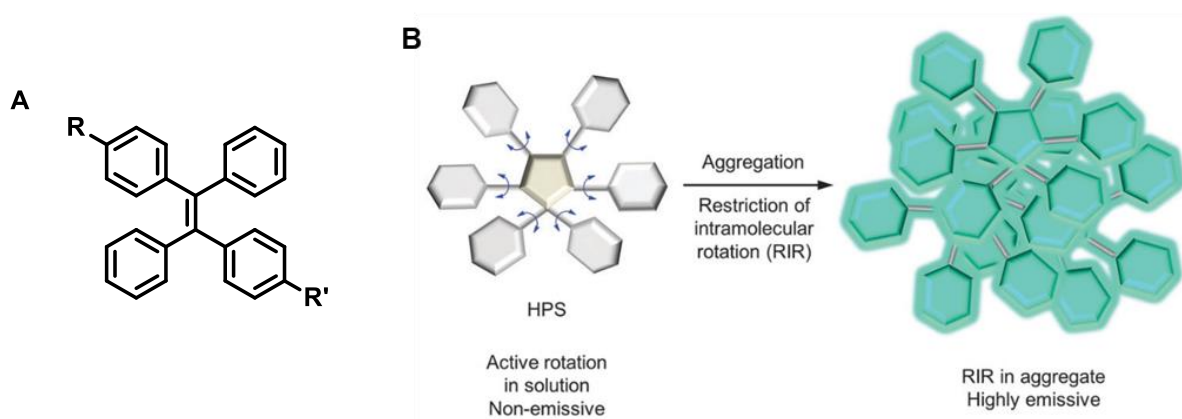 A
R
R'
B
HPS
Active rotation
in solution
Non-emissive
Aggregation
Restriction of
intramolecular
rotation (RIR)
RIR in aggregate
Highly emissive